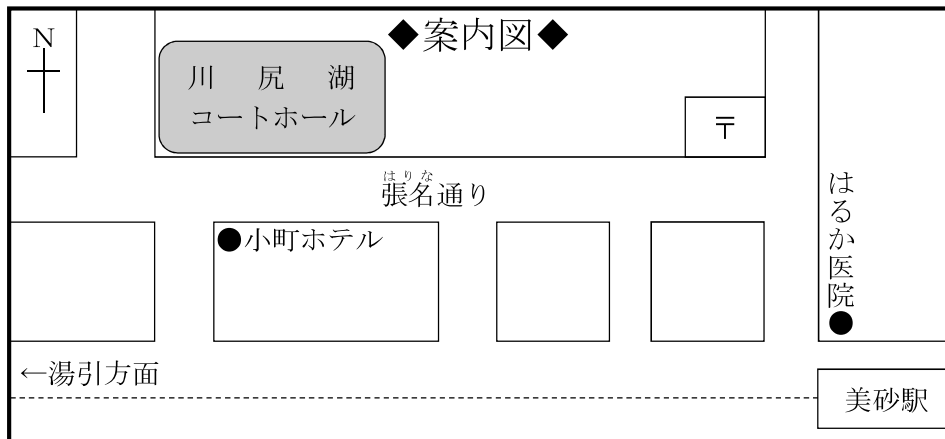 ◆案内図◆
N
川尻湖
コートホール
〒
はりな
張名通り
はるか医院●
●小町ホテル
←湯引方面
美砂駅